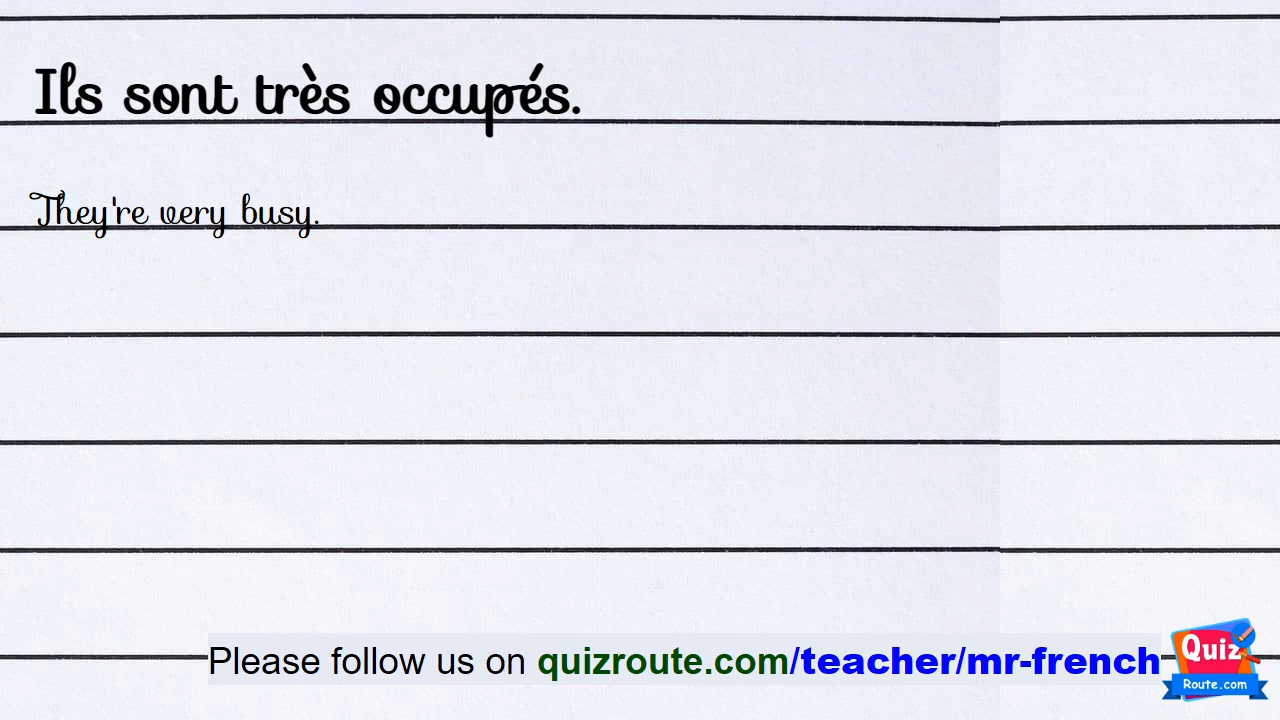 Ils sont très occupés.
They're very busy.
Please follow us on quizroute.com/teacher/mr-french
Quiz
Route.com